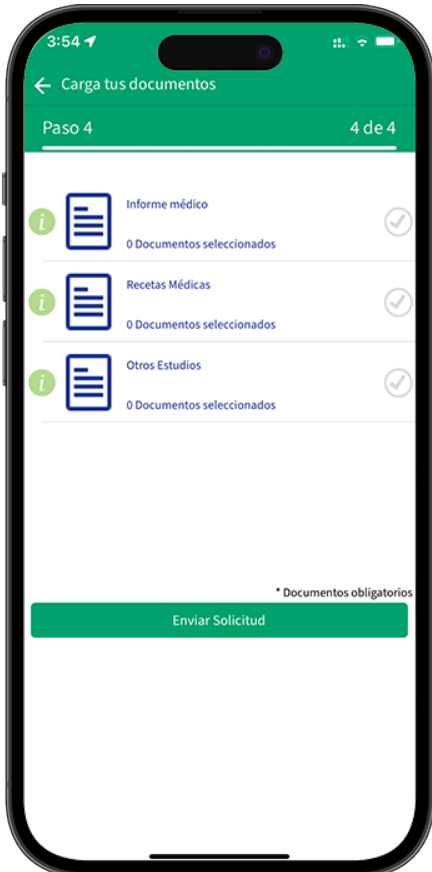 3:54
Carga tus documentos
Paso 4
4 de 4
i
Informe médico
0 Documentos seleccionados
i
Recetas Médicas
0 Documentos seleccionados
i
Otros Estudios
0 Documentos seleccionados
* Documentos obligatorios
Enviar Solicitud